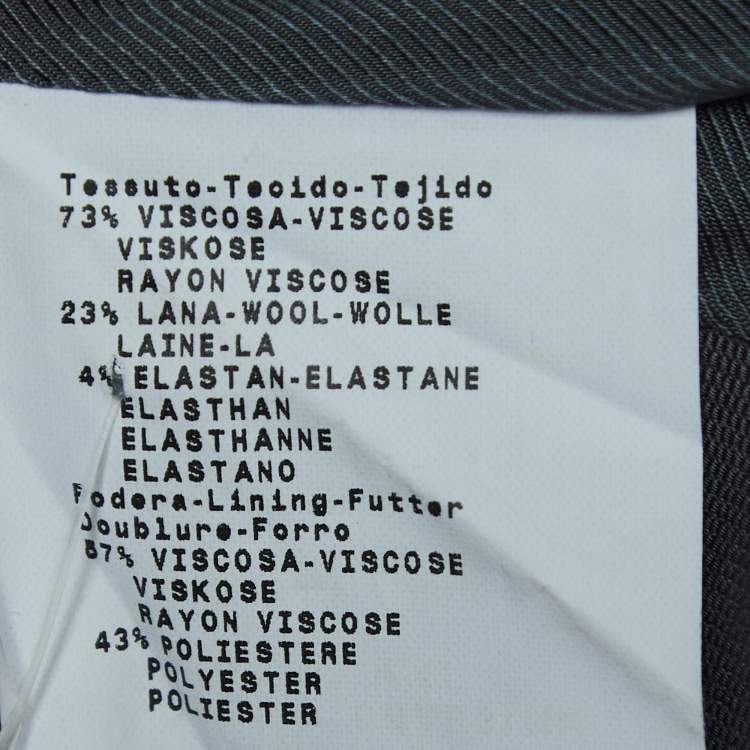 Tessuto-Tecido-Tejido
73% VISCOSA-VISCOSE
VISKOSE
RAYON VISCOSE
23% LANA-WOOL-WOLLE
LAINE-LA
4% ELASTAN-ELASTANE
ELASTHAN
ELASTHANNE
ELASTANO
Fodera-Lining-Futter
Doublure-Forro
57% VISCOSA-VISCOSE
VISKOSE
RAYON VISCOSE
43% POLIESTERE
POLYESTER
POLIESTER